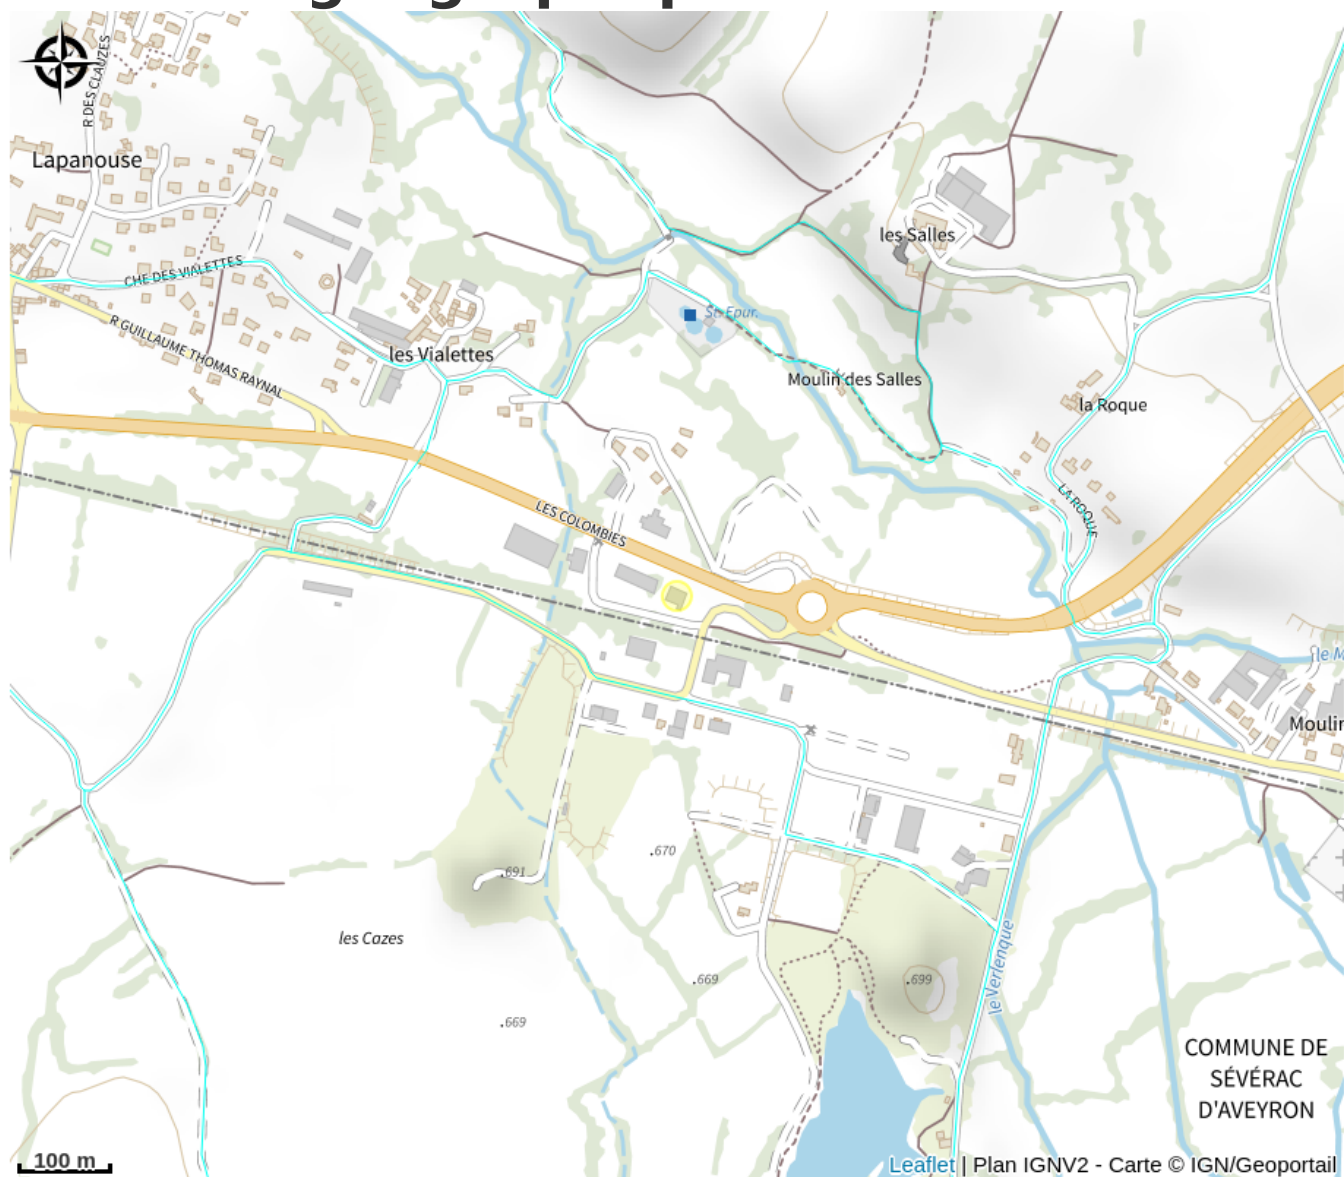 R DES CLAUZES
Lapanouse
les Salles
CHE DES VIALETTES
St. Epur.
R GUILLAUME THOMAS RAYNAL
les Vialettes
Moulin des Salles
la Roque
LA ROQUE
LES COLOMBIES
le M
Moulin
.670
.691
les Cazes
.669
.699
le Verlenque
.669
COMMUNE DE
SÉVÉRAC
D'AVEYRON
100 m
Leaflet | Plan IGNV2 - Carte © IGN/Geoportail